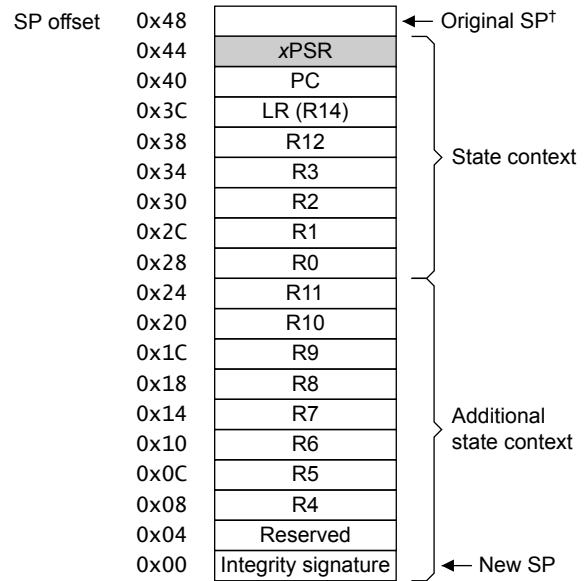 SP offset 0x48 Original SP†
0x44 xPSR
0x40 PC
0x3C LR (R14)
0x38 R12
0x34 R3 State context
0x30 R2
0x2C R1
0x28 R0
0x24 R11
0x20 R10
0x1C R9
0x18 R8
0x14 R7 Additional
0x10 R6 state context
0x0C R5
0x08 R4
0x04 Reserved
0x00 Integrity signature New SP